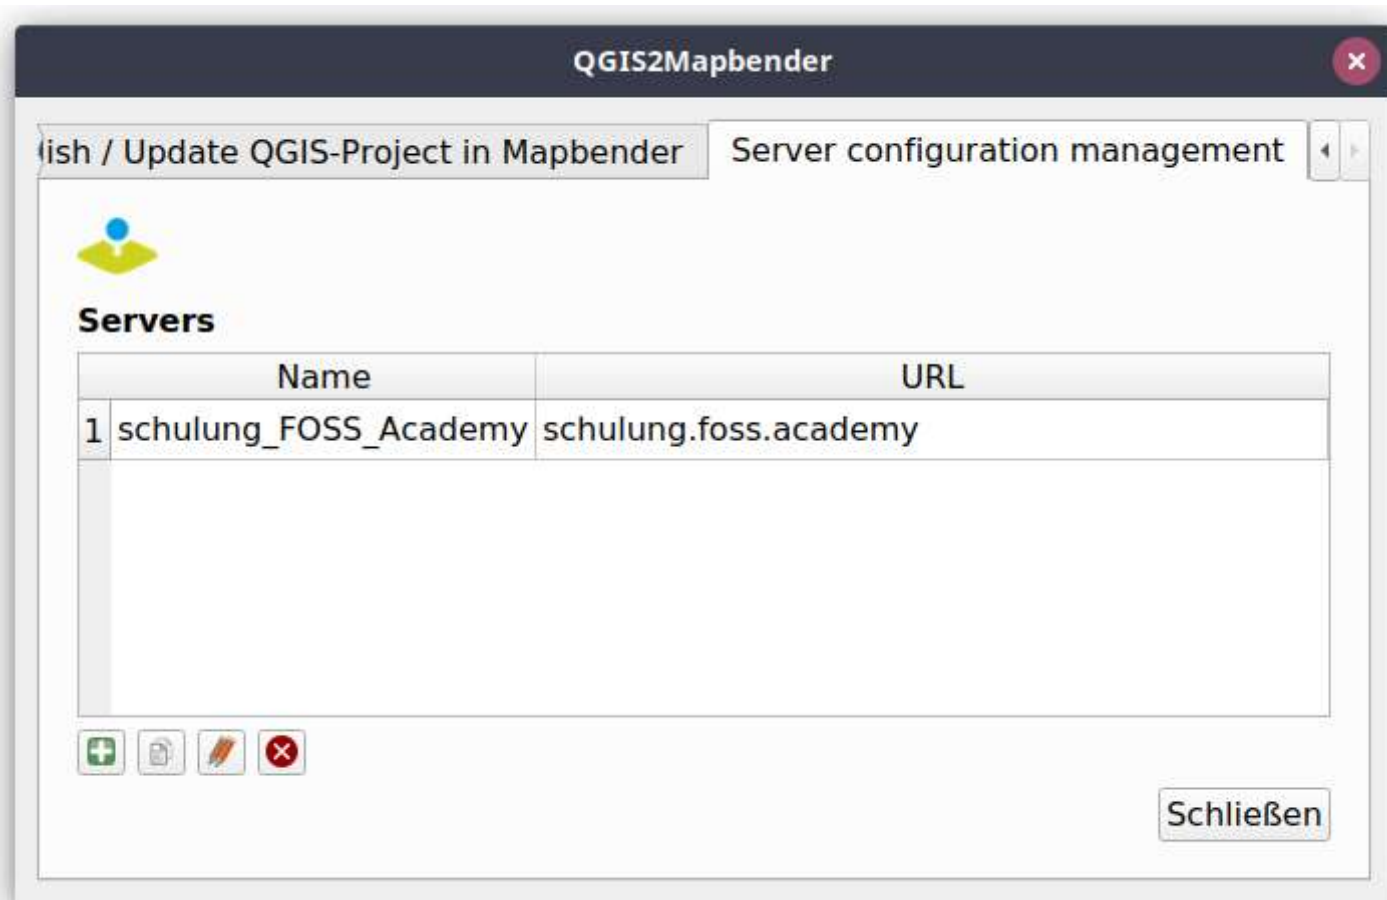 QGIS2Mapbender
ish / Update QGIS-Project in Mapbender
Server configuration management
Servers
Name URL
1 schulung_FOSS_Academy schulung.foss.academy
Schließen